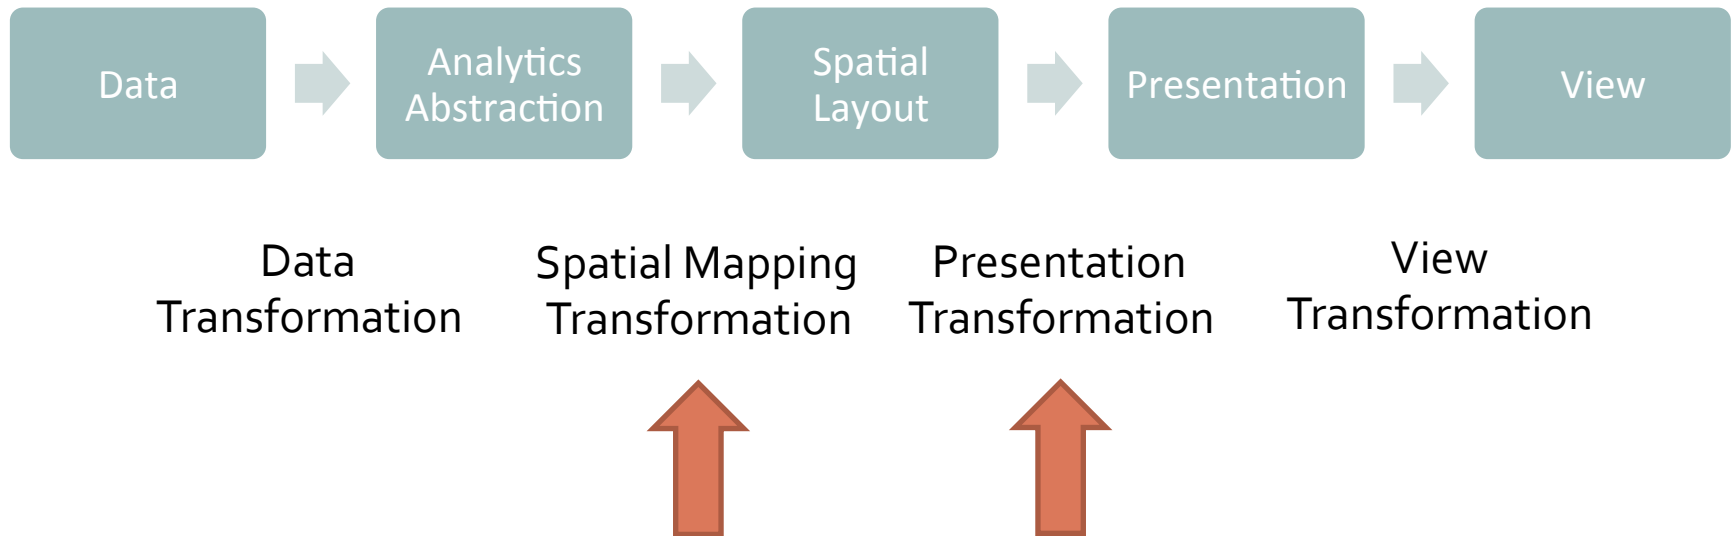 Data
Analytics
Abstraction
Spatial
Layout
Presentation
View
Data
Transformation
Spatial Mapping
Transformation
Presentation
Transformation
View
Transformation